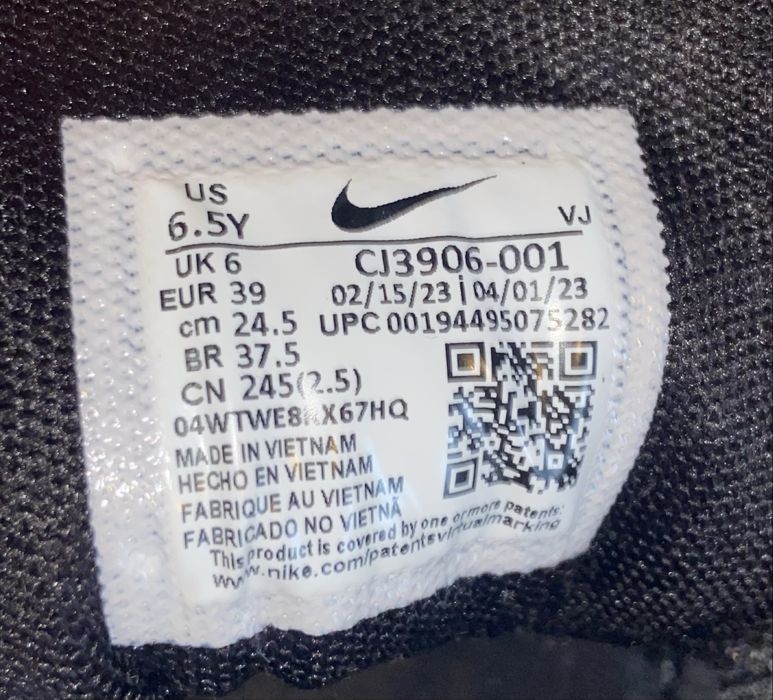 US
6.5Y
VJ
UK 6
CJ3906-001
EUR 39
02/15/23 | 04/01/23
cm 24.5
UPC 00194495075282
BR 37.5
CN 245(2.5)
MADE IN VIETNAM
HECHO EN VIETNAM
FABRIQUE AU VIETNAM
FABRICADO NO VIETNÃ
This product is covered by one or more patents:
www.nike.com/patentsvirtualmarking